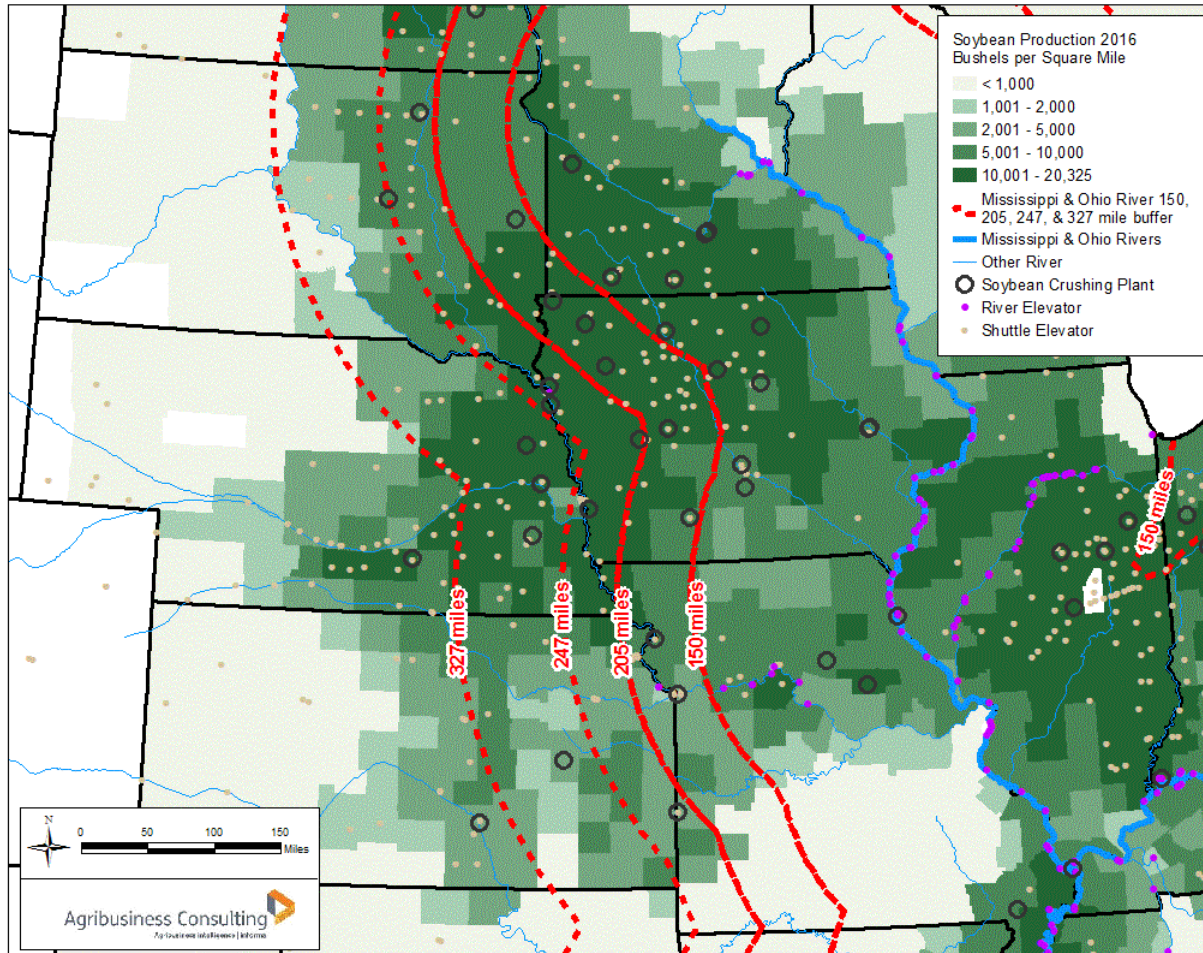 Soybean Production 2016
Bushels per Square Mile
< 1,000
1,001 - 2,000
2,001 - 5,000
5,001 - 10,000
10,001 - 20,325
Mississippi & Ohio River 150,
205, 247, & 327 mile buffer
Mississippi & Ohio Rivers
Other River
Soybean Crushing Plant
River Elevator
Shuttle Elevator
150 miles
327 miles
247 miles
205 miles
150 miles
N
0 50 100 150
Miles
Agribusiness Consulting
Agribusiness intelligence | informa